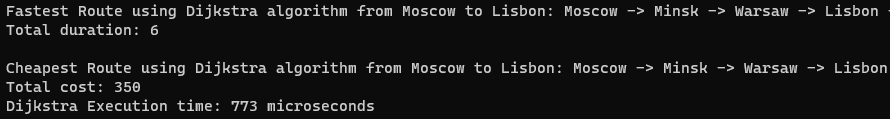 Fastest Route using Dijkstra algorithm from Moscow to Lisbon: Moscow -> Minsk -> Warsaw -> Lisbon -
Total duration: 6
Cheapest Route using Dijkstra algorithm from Moscow to Lisbon: Moscow -> Minsk -> Warsaw -> Lisbon
Total cost: 350
Dijkstra Execution time: 773 microseconds